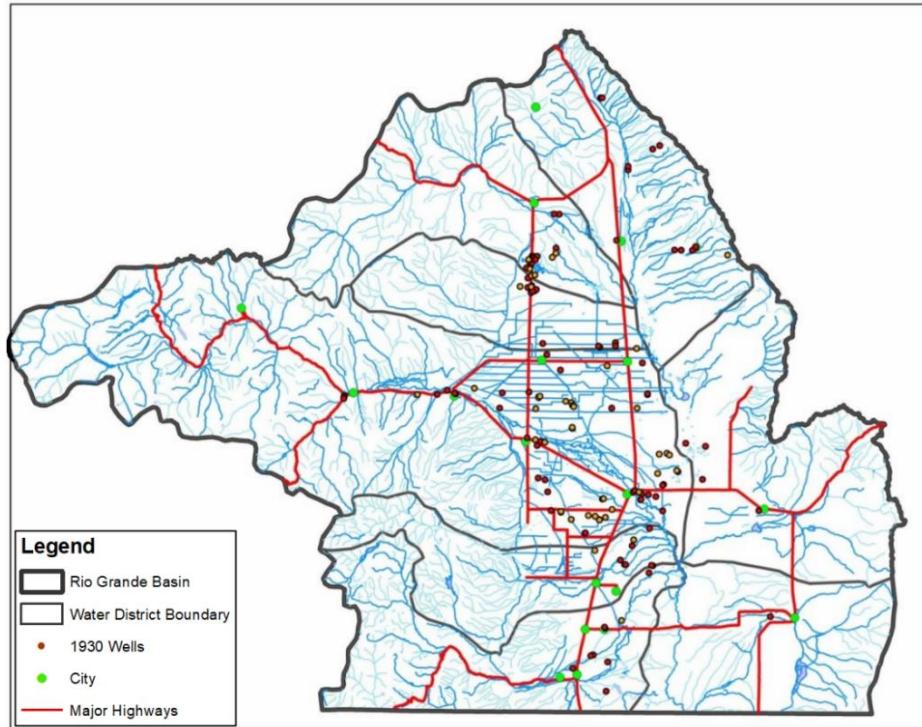 Legend
Rio Grande Basin
Water District Boundary
1930 Wells
City
Major Highways